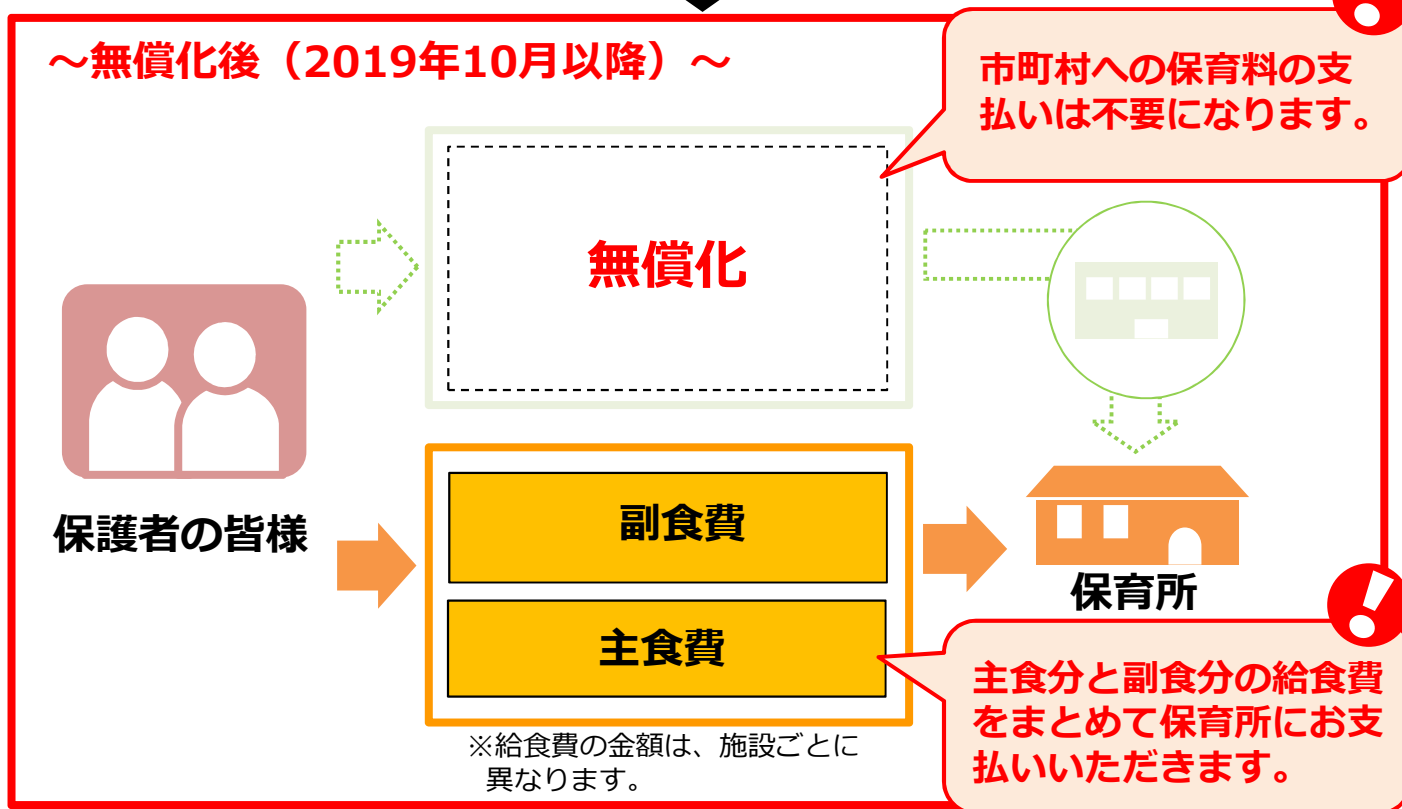 ～無償化後（2019年10月以降）～
市町村への保育料の支
払いは不要になります。
無償化
保護者の皆様
副食費
主食費
保育所
主食分と副食分の給食費
をまとめて保育所にお支
払いいただきます。
※給食費の金額は、施設ごとに
異なります。